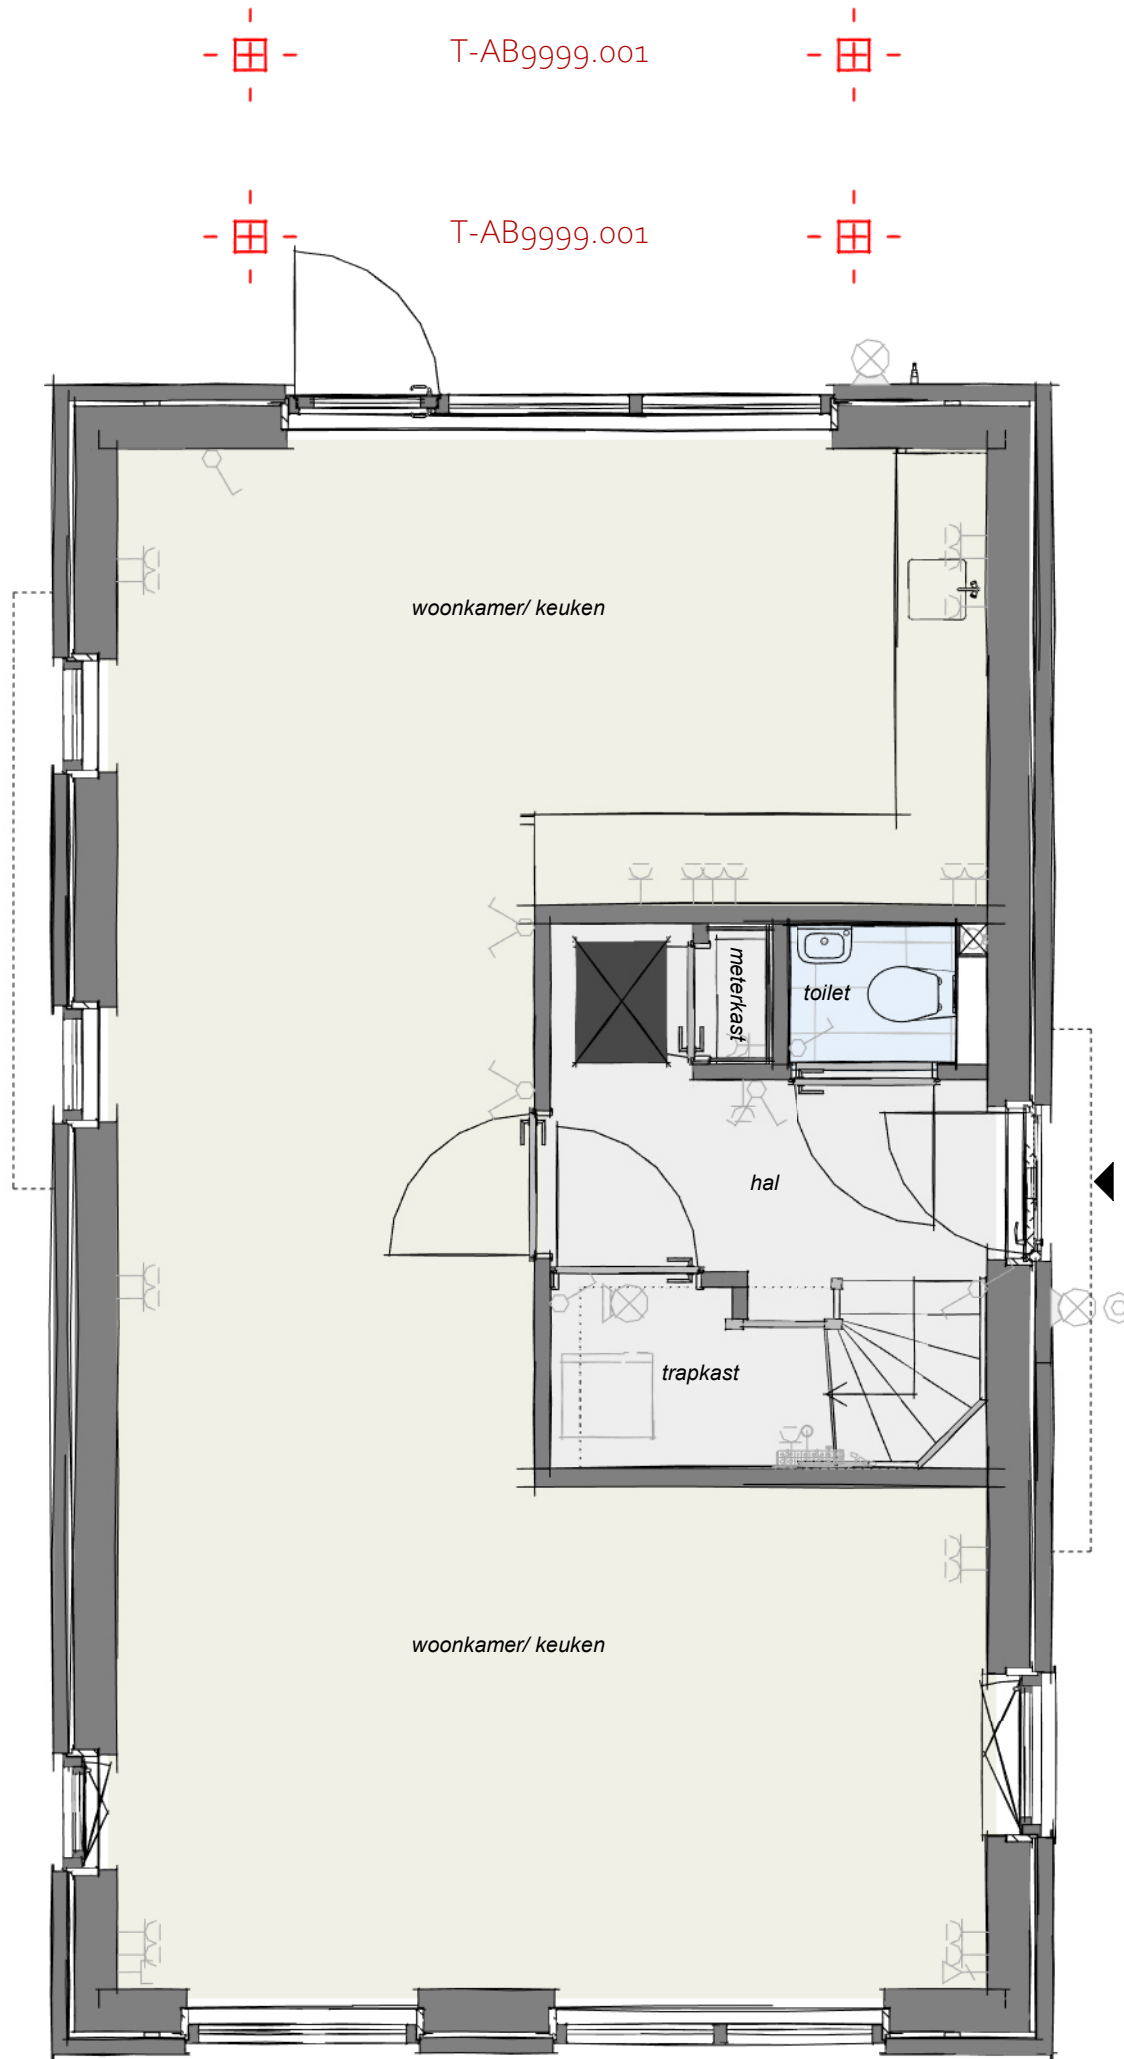 T-AB9999.001
T-AB9999.001
woonkamer/ keuken
meterkast
toilet
hal
trapkast
woonkamer/ keuken